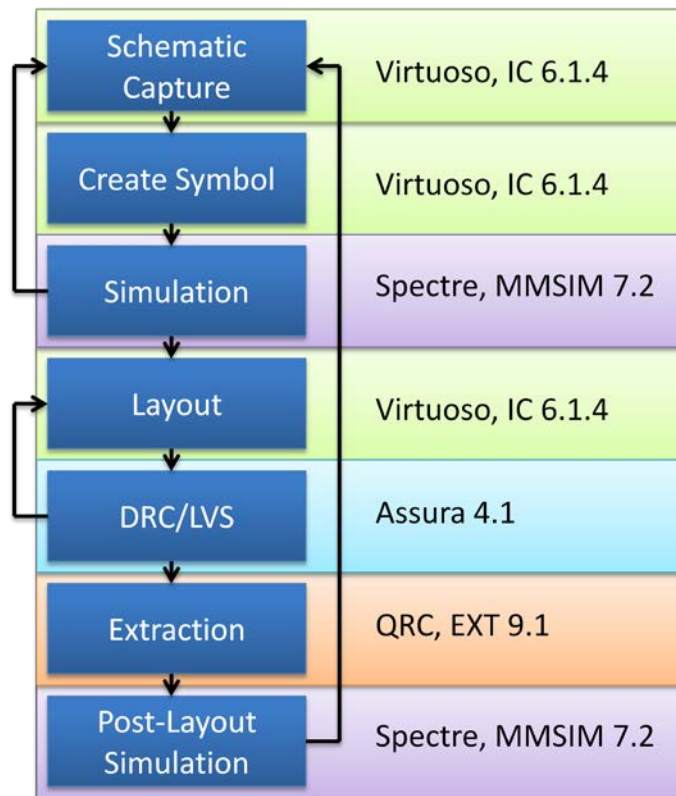 Schematic
Capture
Virtuoso, IC 6.1.4
Create Symbol
Virtuoso, IC 6.1.4
Simulation
Spectre, MMSIM 7.2
Layout
Virtuoso, IC 6.1.4
DRC/LVS
Assura 4.1
Extraction
QRC, EXT 9.1
Post-Layout
Simulation
Spectre, MMSIM 7.2